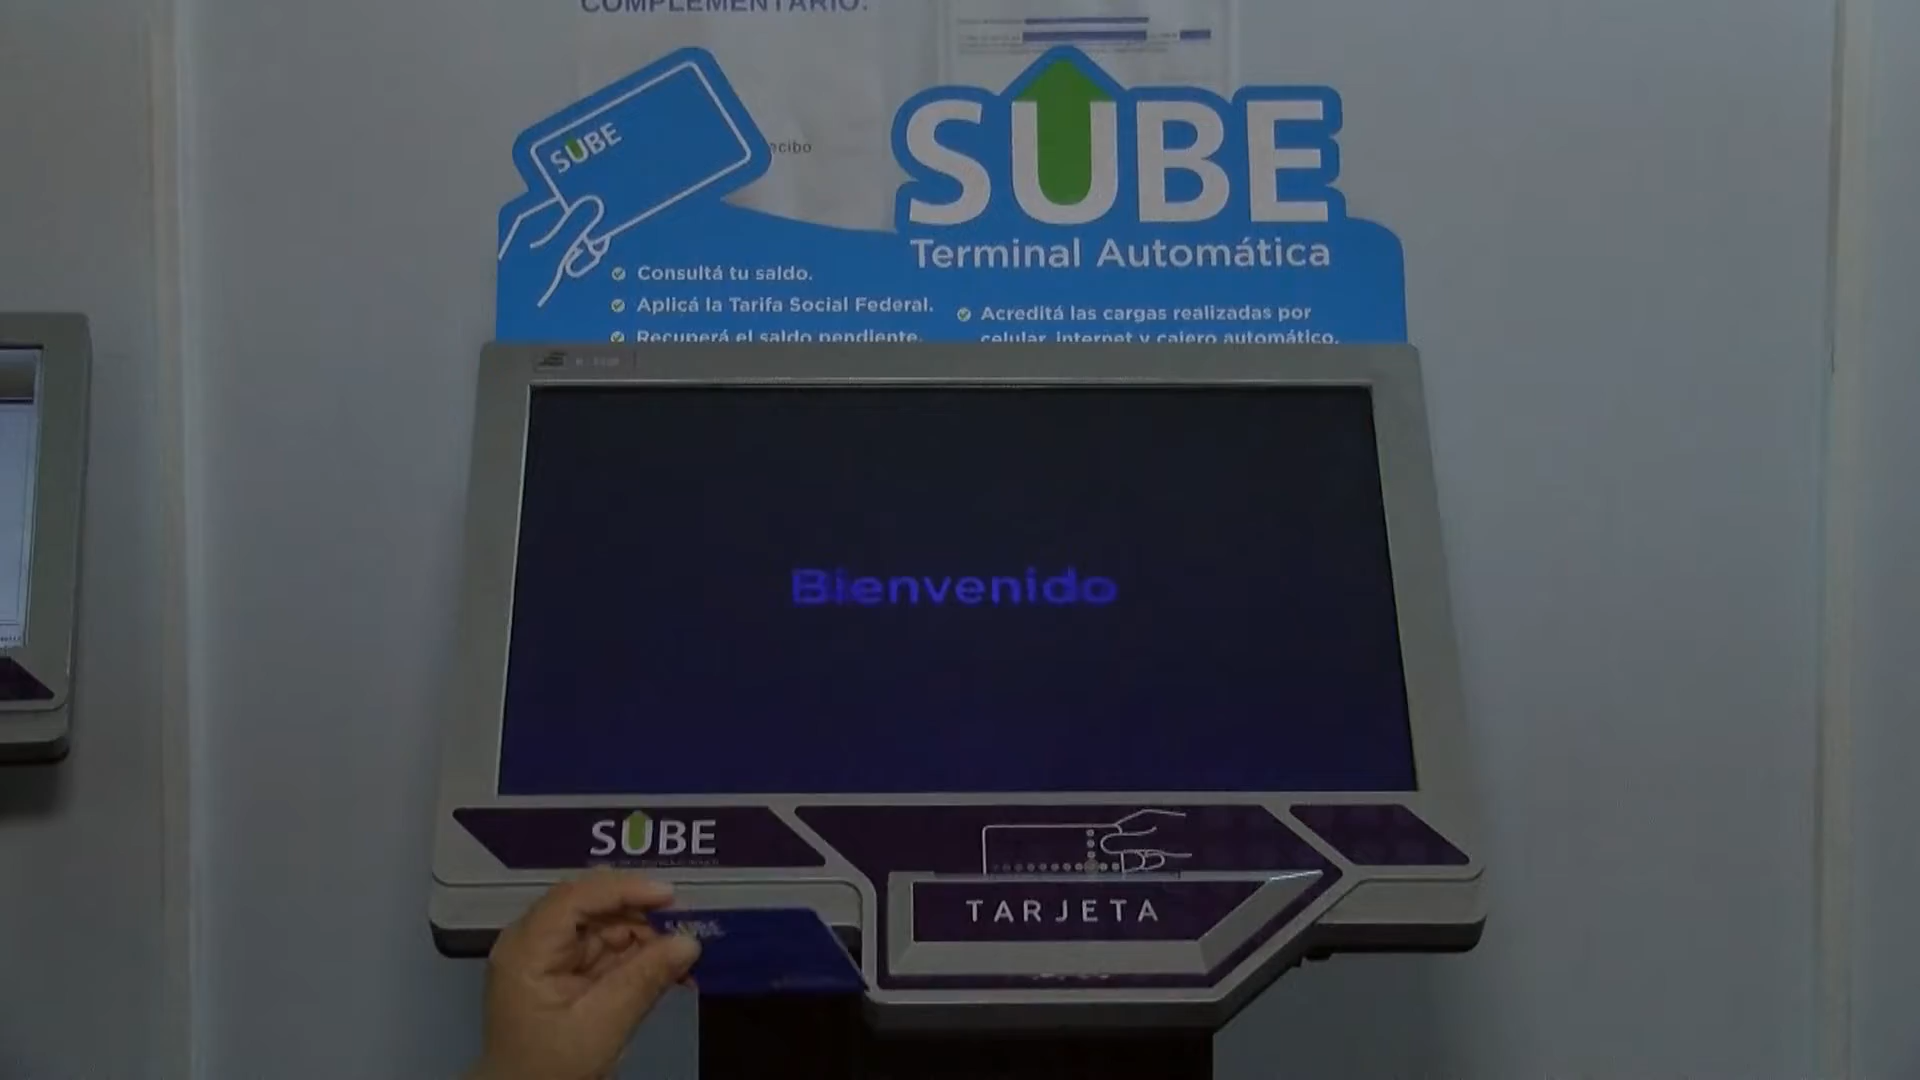 COMPLEMENTARIO:
ecibo
SUBE
SUBE
Terminal Automática
Consultá tu saldo.
Aplicá la Tarifa Social Federal.
Recuperá el saldo pendiente.
Acreditá las cargas realizadas por
celular, internet y cajero automático.
Bienvenido
SUBE
TARJETA
SUBE